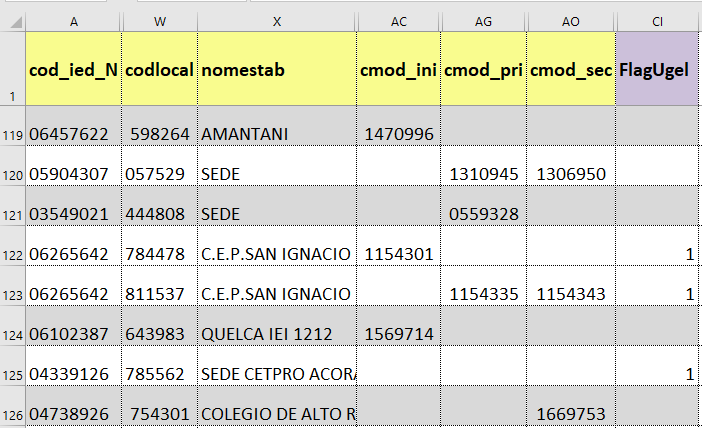 A W X AC AG AO CI
1 cod_ied_N codlocal nomestab cmod_ini cmod_pri cmod_sec FlagUgel
119 06457622 598264 AMANTANI 1470996
120 05904307 057529 SEDE 1310945 1306950
121 03549021 444808 SEDE 0559328
122 06265642 784478 C.E.P.SAN IGNACIO 1154301 1
123 06265642 811537 C.E.P.SAN IGNACIO 1154335 1154343 1
124 06102387 643983 QUELCA IEI 1212 1569714
125 04339126 785562 SEDE CETPRO ACORA 1
126 04738926 754301 COLEGIO DE ALTO R 1669753